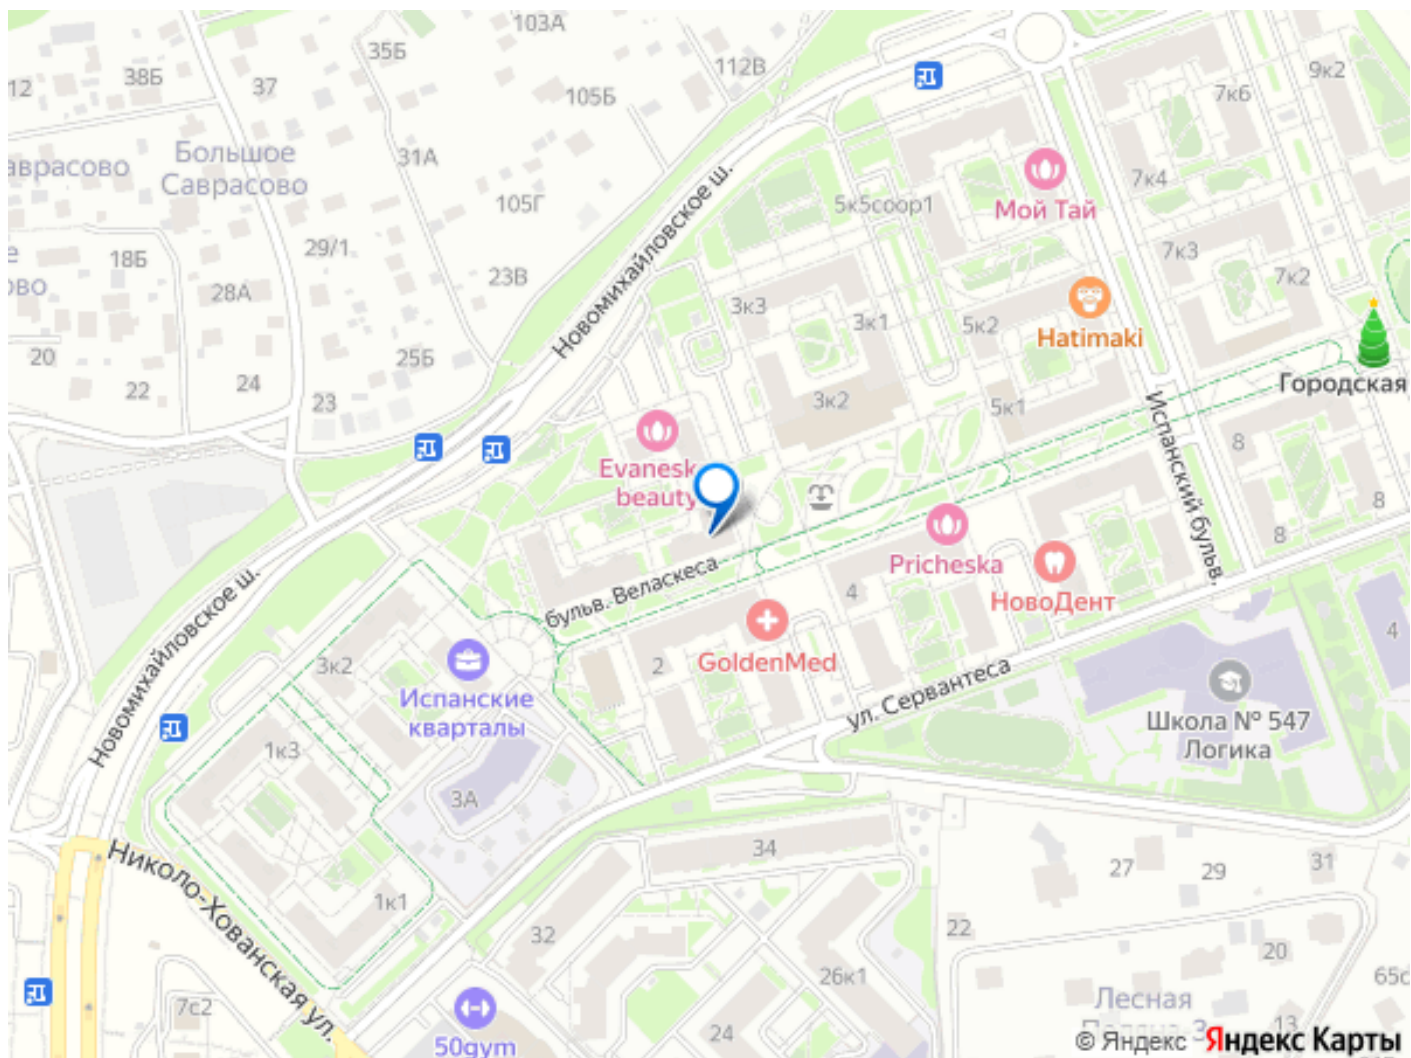 103А
35Б
38Б
37
12
112В
105Б
9к2
7к6
Большое
Саврасово
аврасово
31А
Мой Тай
7к4
105Г
5к5соор1
29/1
7к3
е
ово
18Б
28А
23В
7к2
Новомихайловское ш.
3к3
3к1
5к2
Hatimaki
20
22
24
25Б
23
Городская
3к2
5к1
Испанский бульв.
8
Evanesk
beauty
8
8
Pricheska
бульв. Веласкеса
4
НовоДент
Новомихайловское ш.
GoldenMed
2
3к2
4
Испанские
кварталы
ул. Сервантеса
Школа № 547
Логика
1к3
3А
34
Николо-Хованская ул.
27
29
31
1к1
32
22
20
26к1
65с
7с2
Лесная
Поляна-3
13
24
50gym
© Яндекс Яндекс Карты